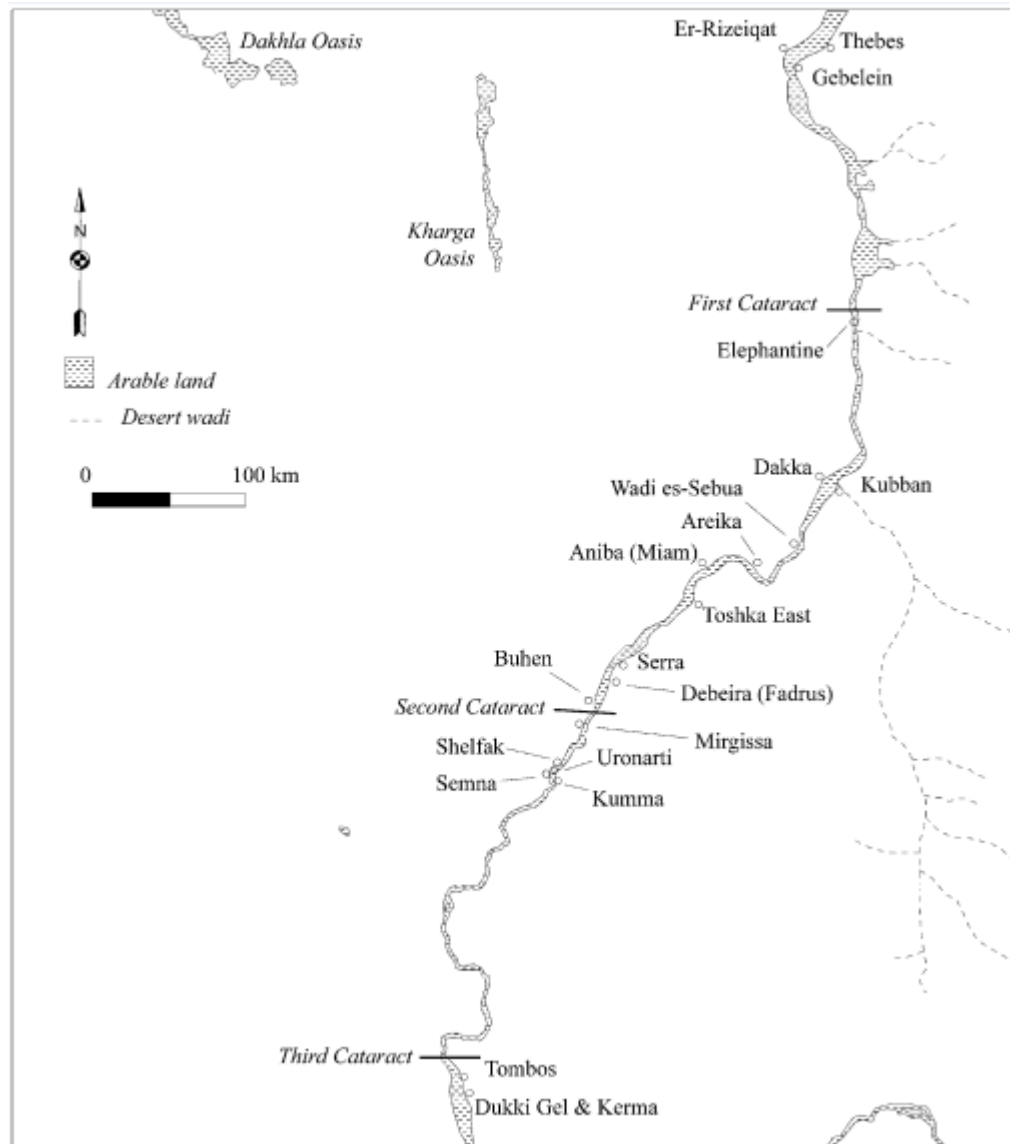 Dakhla Oasis
Er-Rizeiqat
Thebes
Gebelein
N
Kharga
Oasis
First Cataract
Elephantine
Arable land
Desert wadi
0 100 km
Dakka
Kubban
Wadi es-Sebua
Areika
Aniba (Miam)
Toshka East
Buhen
Serra
Debeira (Fadrus)
Second Cataract
Mirgissa
Shelfak
Uronarti
Semna
Kumma
Third Cataract
Tombos
Dukki Gel & Kerma